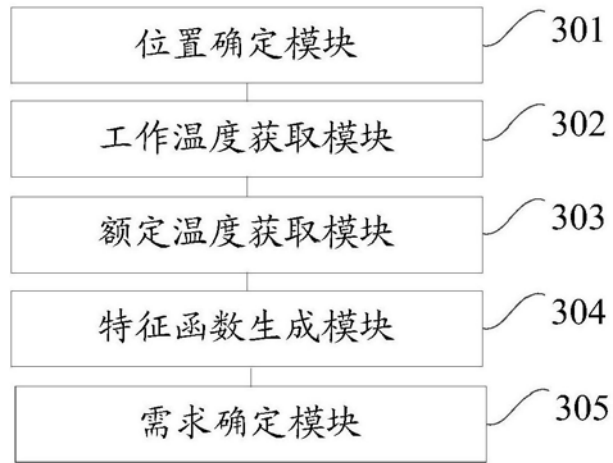 位置确定模块 301
工作温度获取模块 302
额定温度获取模块 303
特征函数生成模块 304
需求确定模块 305